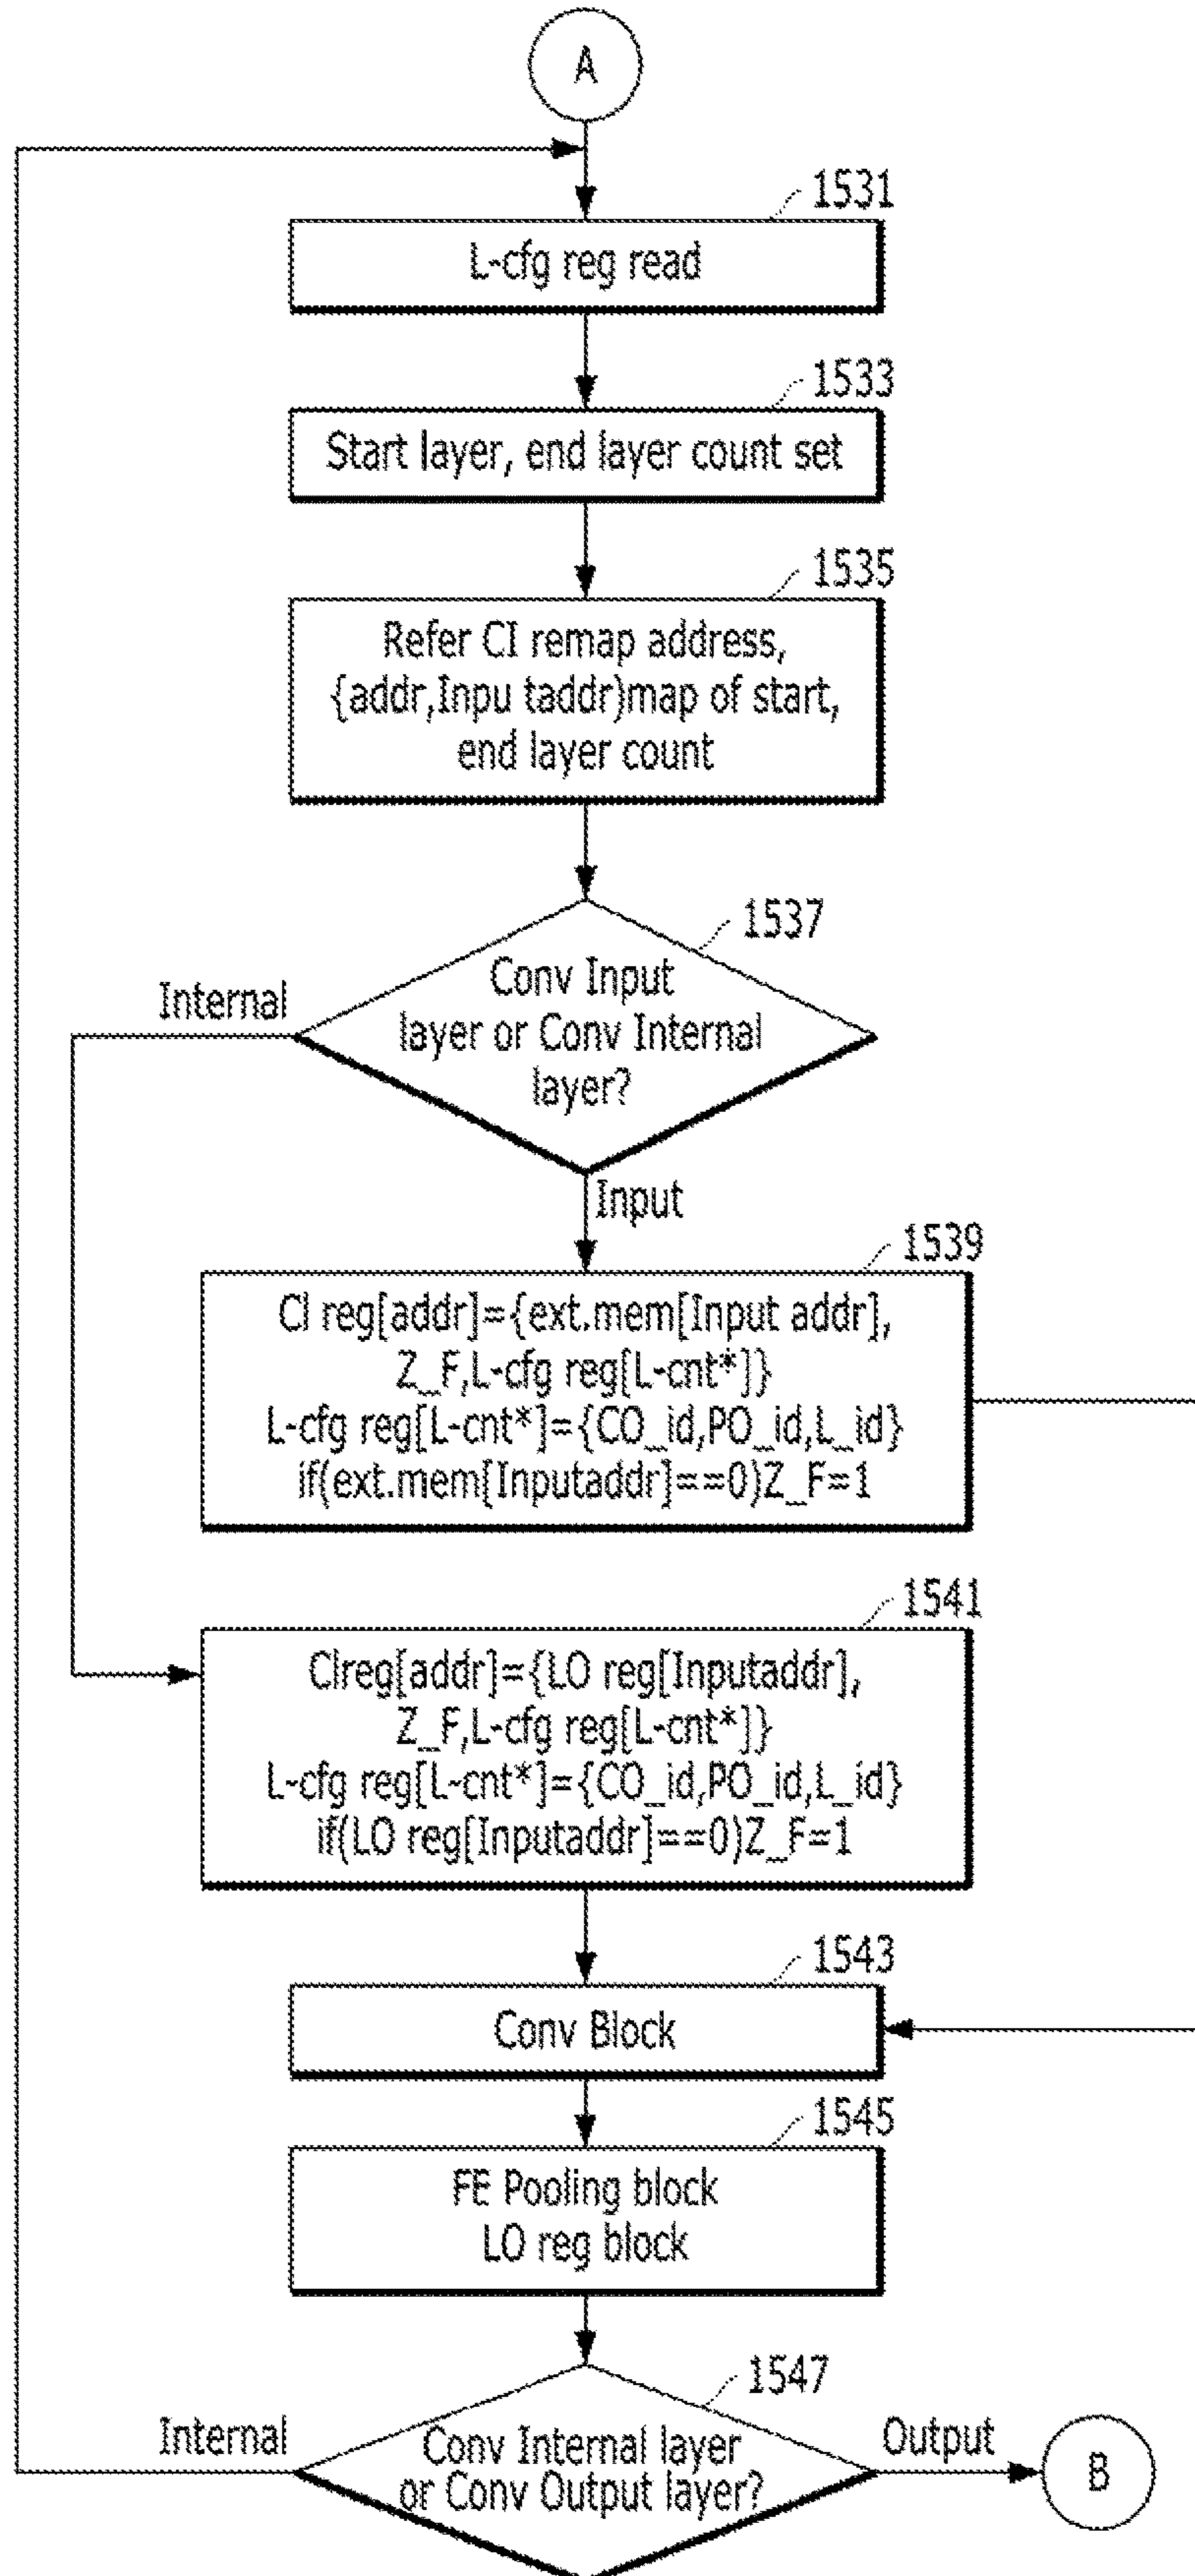 A
1531
L-cfg reg read
1533
Start layer, end layer count set
1535
Refer CI remap address,
{addr,Inpu taddr}map of start,
end layer count
1537
Conv Input
layer or Conv Internal
layer?
Internal
Input
1539
CI reg[addr]={ext.mem[Input addr],
Z_F,L-cfg reg[L-cnt*]}
L-cfg reg[L-cnt*]={CO_id,PO_id,L_id}
if(ext.mem[Inputaddr]==0)Z_F=1
1541
CIreg[addr]={LO reg[Inputaddr],
Z_F,L-cfg reg[L-cnt*]}
L-cfg reg[L-cnt*]={CO_id,PO_id,L_id}
if(LO reg[Inputaddr]==0)Z_F=1
1543
Conv Block
1545
FE Pooling block
LO reg block
1547
Conv Internal layer
or Conv Output layer?
Internal
Output
B